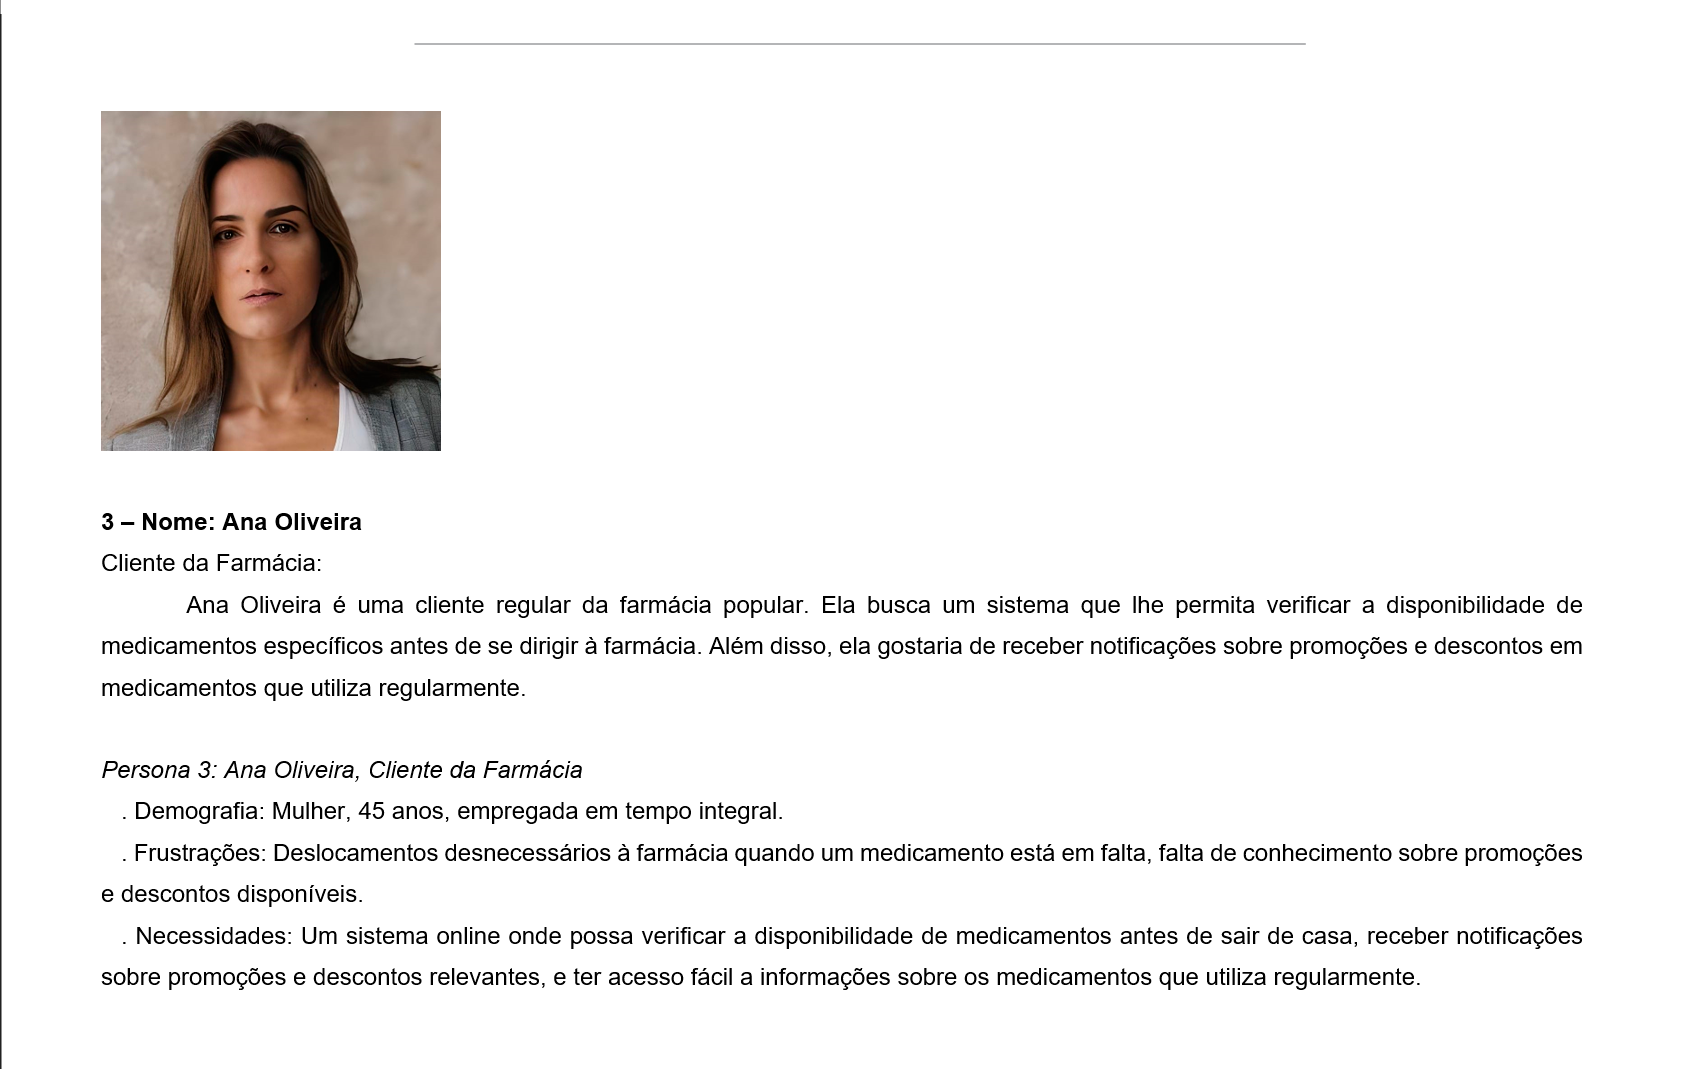 3 – Nome: Ana Oliveira
Cliente da Farmácia:
Ana Oliveira é uma cliente regular da farmácia popular. Ela busca um sistema que lhe permita verificar a disponibilidade de
medicamentos específicos antes de se dirigir à farmácia. Além disso, ela gostaria de receber notificações sobre promoções e descontos em
medicamentos que utiliza regularmente.
Persona 3: Ana Oliveira, Cliente da Farmácia
. Demografia: Mulher, 45 anos, empregada em tempo integral.
. Frustrações: Deslocamentos desnecessários à farmácia quando um medicamento está em falta, falta de conhecimento sobre promoções
e descontos disponíveis.
. Necessidades: Um sistema online onde possa verificar a disponibilidade de medicamentos antes de sair de casa, receber notificações
sobre promoções e descontos relevantes, e ter acesso fácil a informações sobre os medicamentos que utiliza regularmente.